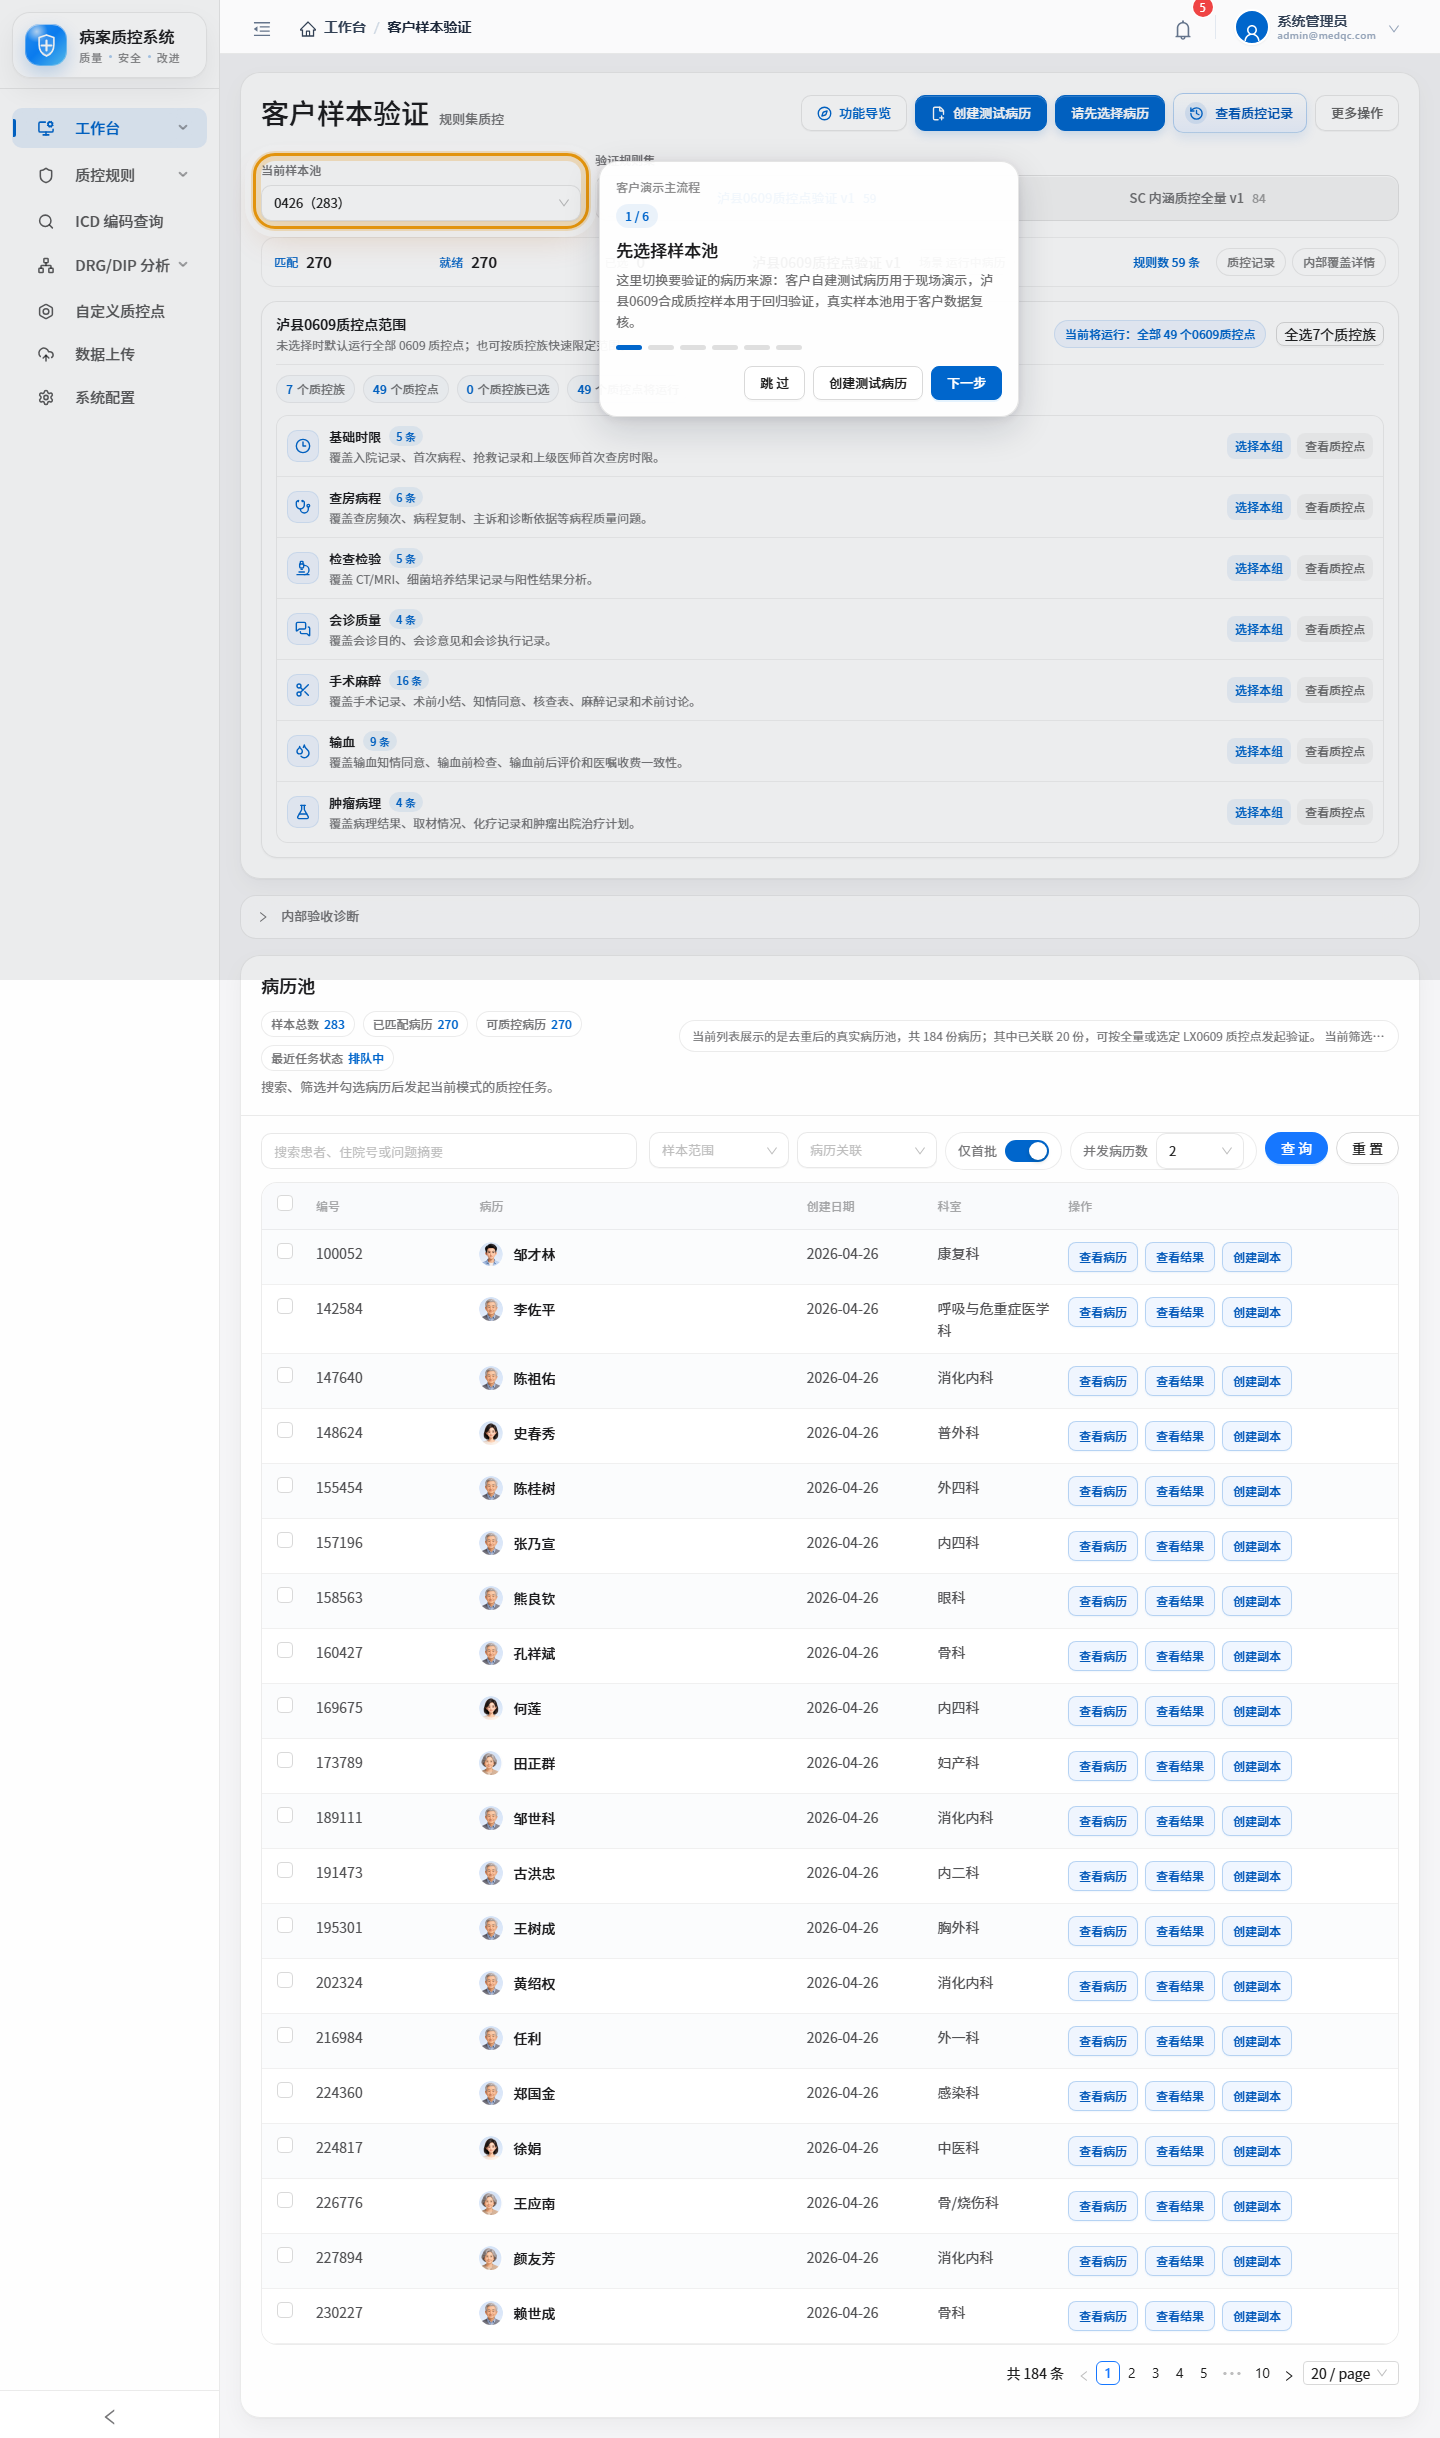 病案质控系统
质量 • 安全 • 改进
工作台
质控规则
ICD 编码查询
DRG/DIP 分析
自定义质控点
数据上传
系统配置
工作台 / 客户样本验证
5
系统管理员
admin@medqc.com
客户样本验证 规则集质控
功能导览
创建测试病历
请先选择病历
查看质控记录
更多操作
当前样本池
0426（283）
验证规则集
泸县0609质控点验证 v1 59
SC 内涵质控全量 v1 84
客户演示主流程
1 / 6
先选择样本池
这里切换要验证的病历来源：客户自建测试病历用于现场演示，泸
县0609合成质控样本用于回归验证，真实样本池用于客户数据复
核。
跳 过
创建测试病历
下一步
匹配 270
就绪 270
泸县0609质控点验证 v1
规则数 59 条
质控记录
内部覆盖详情
泸县0609质控点范围
未选择时默认运行全部 0609 质控点；也可按质控族快速限定
当前将运行：全部 49 个0609质控点
全选7个质控族
7 个质控族
49 个质控点
0 个质控族已选
49
基础时限 5 条
覆盖入院记录、首次病程、抢救记录和上级医师首次查房时限。
选择本组 查看质控点
查房病程 6 条
覆盖查房频次、病程复制、主诉和诊断依据等病程质量问题。
选择本组 查看质控点
检查检验 5 条
覆盖 CT/MRI、细菌培养结果记录与阳性结果分析。
选择本组 查看质控点
会诊质量 4 条
覆盖会诊目的、会诊意见和会诊执行记录。
选择本组 查看质控点
手术麻醉 16 条
覆盖手术记录、术前小结、知情同意、核查表、麻醉记录和术前讨论。
选择本组 查看质控点
输血 9 条
覆盖输血知情同意、输血前检查、输血前后评价和医嘱收费一致性。
选择本组 查看质控点
肿瘤病理 4 条
覆盖病理结果、取材情况、化疗记录和肿瘤出院治疗计划。
选择本组 查看质控点
内部验收诊断
病历池
样本总数 283
已匹配病历 270
可质控病历 270
最近任务状态 排队中
当前列表展示的是去重后的真实病历池，共 184 份病历；其中已关联 20 份，可按全量或选定 LX0609 质控点发起验证。 当前筛选···
搜索、筛选并勾选病历后发起当前模式的质控任务。
搜索患者、住院号或问题摘要
样本范围
病历关联
仅首批
并发病历数 2
查 询
重 置
编号 病历 创建日期 科室 操作
100052 邹才林 2026-04-26 康复科 查看病历 查看结果 创建副本
142584 李佐平 2026-04-26 呼吸与危重症医学科 查看病历 查看结果 创建副本
147640 陈祖佑 2026-04-26 消化内科 查看病历 查看结果 创建副本
148624 史春秀 2026-04-26 普外科 查看病历 查看结果 创建副本
155454 陈桂树 2026-04-26 外四科 查看病历 查看结果 创建副本
157196 张乃宣 2026-04-26 内四科 查看病历 查看结果 创建副本
158563 熊良钦 2026-04-26 眼科 查看病历 查看结果 创建副本
160427 孔祥斌 2026-04-26 骨科 查看病历 查看结果 创建副本
169675 何莲 2026-04-26 内四科 查看病历 查看结果 创建副本
173789 田正群 2026-04-26 妇产科 查看病历 查看结果 创建副本
189111 邹世科 2026-04-26 消化内科 查看病历 查看结果 创建副本
191473 古洪忠 2026-04-26 内二科 查看病历 查看结果 创建副本
195301 王树成 2026-04-26 胸外科 查看病历 查看结果 创建副本
202324 黄绍权 2026-04-26 消化内科 查看病历 查看结果 创建副本
216984 任利 2026-04-26 外一科 查看病历 查看结果 创建副本
224360 郑国金 2026-04-26 感染科 查看病历 查看结果 创建副本
224817 徐娟 2026-04-26 中医科 查看病历 查看结果 创建副本
226776 王应南 2026-04-26 骨/烧伤科 查看病历 查看结果 创建副本
227894 颜友芳 2026-04-26 消化内科 查看病历 查看结果 创建副本
230227 赖世成 2026-04-26 骨科 查看病历 查看结果 创建副本
共 184 条 1 2 3 4 5 ••• 10 20 / page